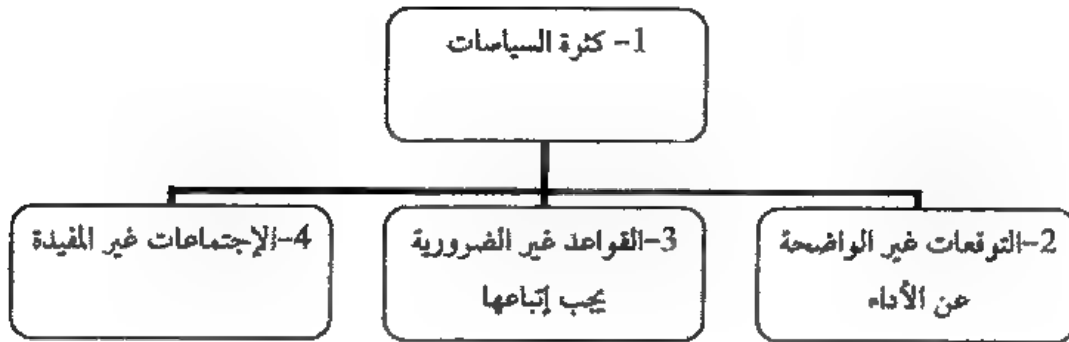 1- كثرة السياسات
2-التوقعات غير الواضحة
عن الأداء
3-القواعد غير الضرورية
يجب إتباعها
4-الإجتماعات غير المفيدة